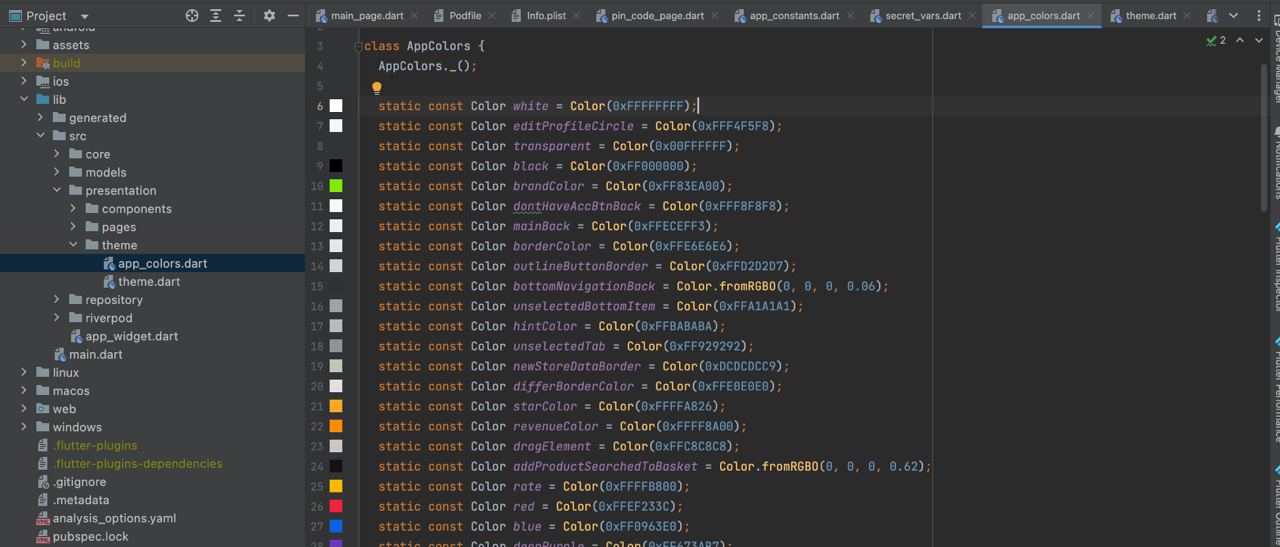 Project
main_page.dart
Podfile
Info.plist
pin_code_page.dart
app_constants.dart
secret_vars.dart
app_colors.dart
theme.dart
android
assets
build
ios
lib
generated
src
core
models
presentation
components
pages
theme
app_colors.dart
theme.dart
repository
riverpod
app_widget.dart
main.dart
linux
macos
web
windows
.flutter-plugins
.flutter-plugins-dependencies
.gitignore
.metadata
analysis_options.yaml
pubspec.lock
2
3 class AppColors {
4 AppColors._();
5
6 static const Color white = Color(0xFFFFFFFF);
7 static const Color editProfileCircle = Color(0xFFF4F5F8);
8 static const Color transparent = Color(0x00FFFFFF);
9 static const Color black = Color(0xFF000000);
10 static const Color brandColor = Color(0xFF83EA00);
11 static const Color dontHaveAccBtnBack = Color(0xFFF8F8F8);
12 static const Color mainBack = Color(0xFFECEFF3);
13 static const Color borderColor = Color(0xFFE6E6E6);
14 static const Color outlineButtonBorder = Color(0xFFD2D2D7);
15 static const Color bottomNavigationBack = Color.fromRGBO(0, 0, 0, 0.06);
16 static const Color unselectedBottomItem = Color(0xFFA1A1A1);
17 static const Color hintColor = Color(0xFFBABABA);
18 static const Color unselectedTab = Color(0xFF929292);
19 static const Color newStoreDataBorder = Color(0xDCDCDCC9);
20 static const Color differBorderColor = Color(0xFFE0E0E0);
21 static const Color starColor = Color(0xFFFFA826);
22 static const Color revenueColor = Color(0xFFFF8A00);
23 static const Color dragElement = Color(0xFFC8C8C8);
24 static const Color addProductSearchedToBasket = Color.fromRGBO(0, 0, 0, 0.62);
25 static const Color rate = Color(0xFFFFB800);
26 static const Color red = Color(0xFFEF233C);
27 static const Color blue = Color(0xFF0963E0);
28 static const Color deepPurple = Color(0xFF673AB7);
2
Device Manager
Notifications
Flutter Inspector
Flutter Performance
Flutter Outline